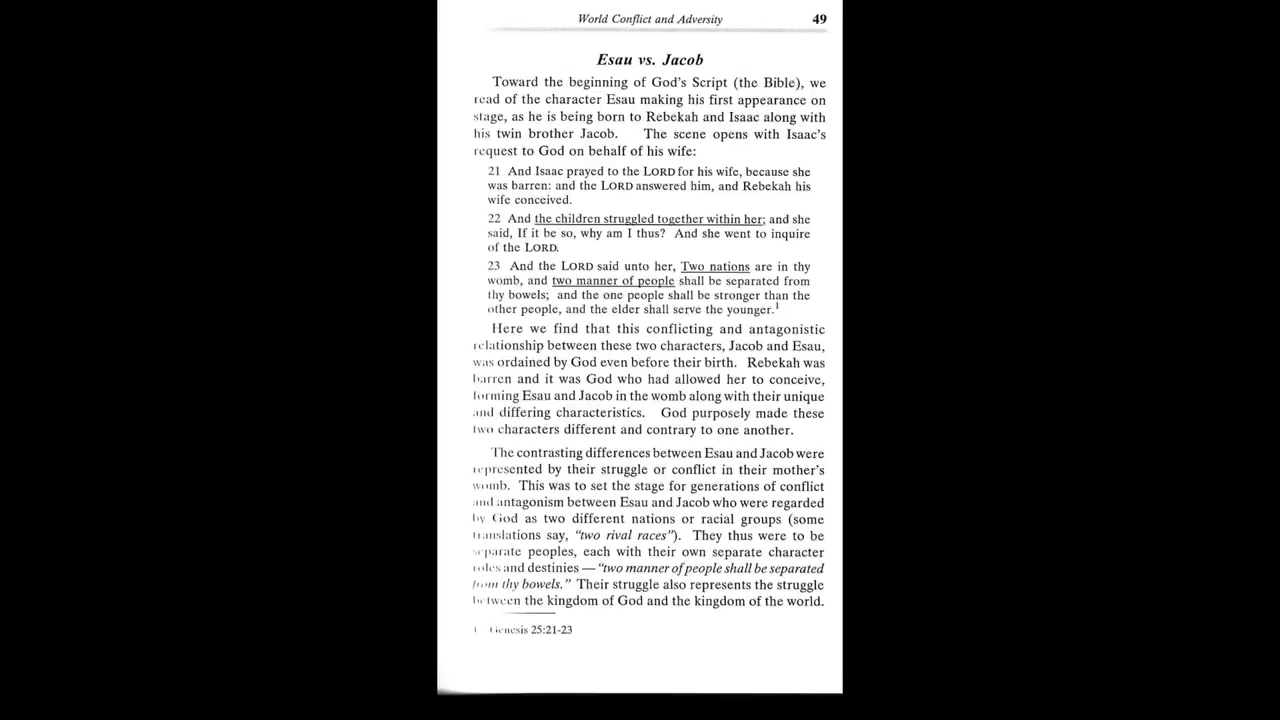 World Conflict and Adversity 49
Esau vs. Jacob
Toward the beginning of God's Script (the Bible), we
read of the character Esau making his first appearance on
stage, as he is being born to Rebekah and Isaac along with
his twin brother Jacob. The scene opens with Isaac's
request to God on behalf of his wife:
21 And Isaac prayed to the LORD for his wife, because she
was barren: and the LORD answered him, and Rebekah his
wife conceived.
22 And the children struggled together within her; and she
said, If it be so, why am I thus? And she went to inquire
of the LORD.
23 And the LORD said unto her, Two nations are in thy
womb, and two manner of people shall be separated from
thy bowels; and the one people shall be stronger than the
other people, and the elder shall serve the younger.1
Here we find that this conflicting and antagonistic
relationship between these two characters, Jacob and Esau,
was ordained by God even before their birth. Rebekah was
barren and it was God who had allowed her to conceive,
forming Esau and Jacob in the womb along with their unique
and differing characteristics. God purposely made these
two characters different and contrary to one another.
The contrasting differences between Esau and Jacob were
represented by their struggle or conflict in their mother's
womb. This was to set the stage for generations of conflict
and antagonism between Esau and Jacob who were regarded
by God as two different nations or racial groups (some
translations say, "two rival races"). They thus were to be
separate peoples, each with their own separate character
roles and destinies — "two manner of people shall be separated
from thy bowels." Their struggle also represents the struggle
between the kingdom of God and the kingdom of the world.
1 Genesis 25:21-23